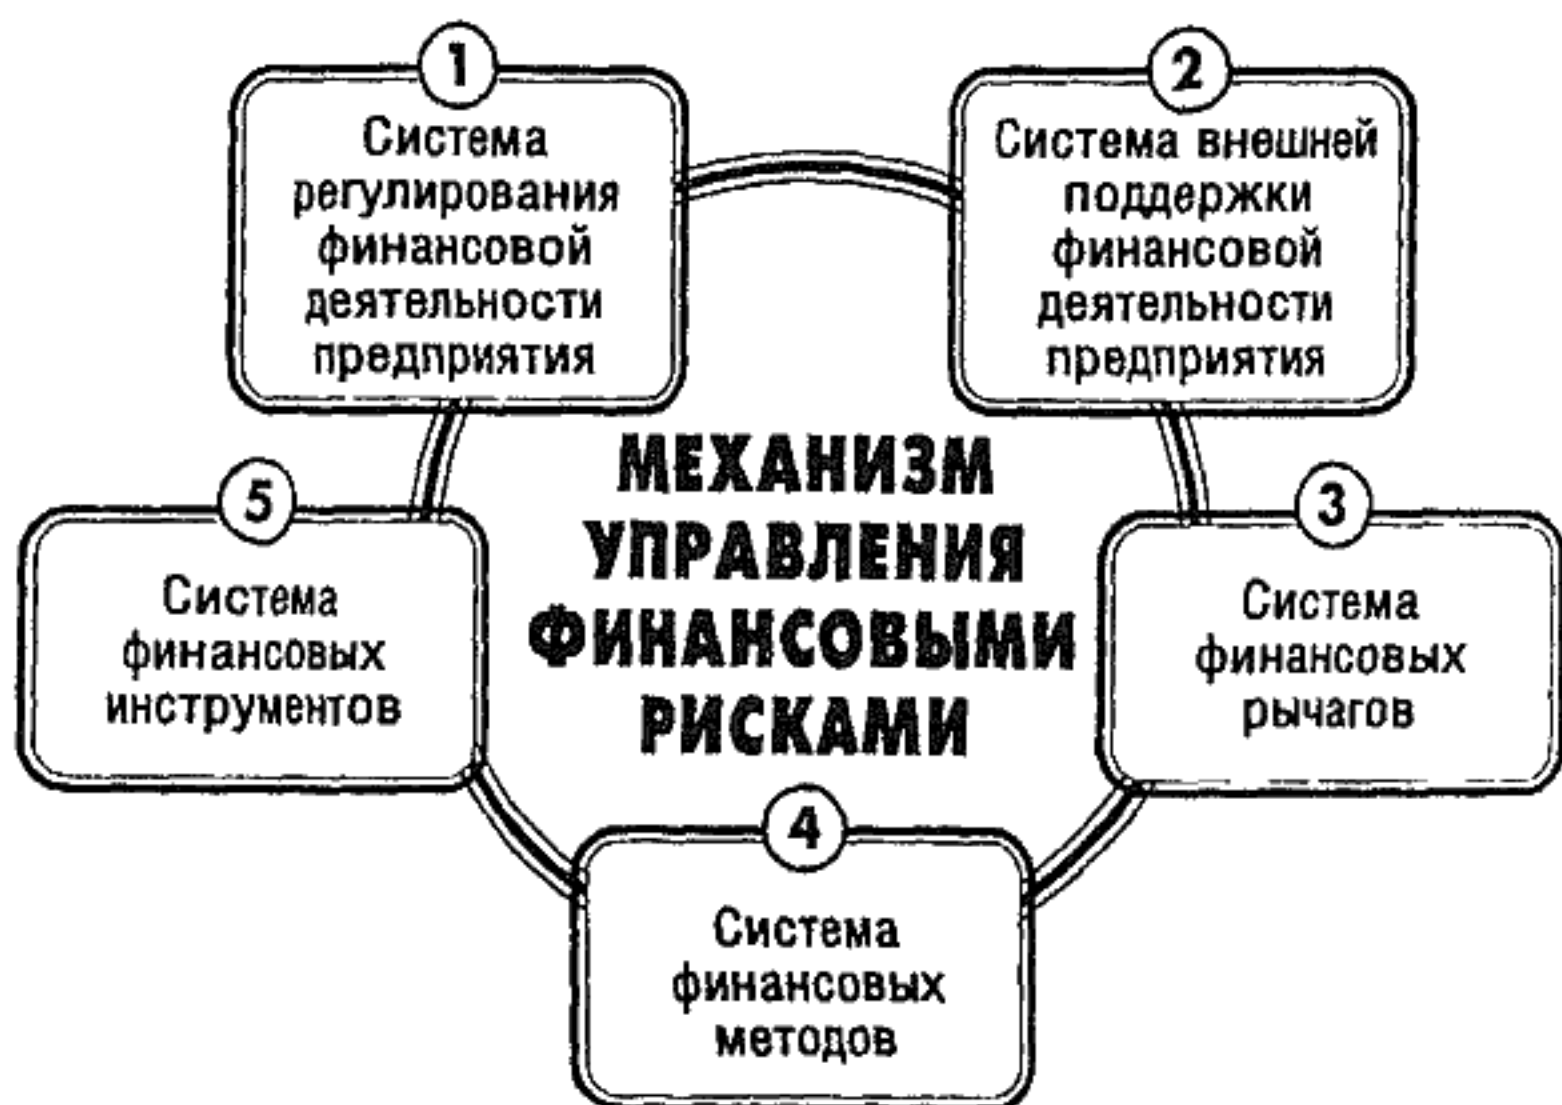 1
Система
регулирования
финансовой
деятельности
предприятия
2
Система внешней
поддержки
финансовой
деятельности
предприятия
МЕХАНИЗМ
УПРАВЛЕНИЯ
ФИНАНСОВЫМИ
РИСКАМИ
3
Система
финансовых
рычагов
4
Система
финансовых
методов
5
Система
финансовых
инструментов